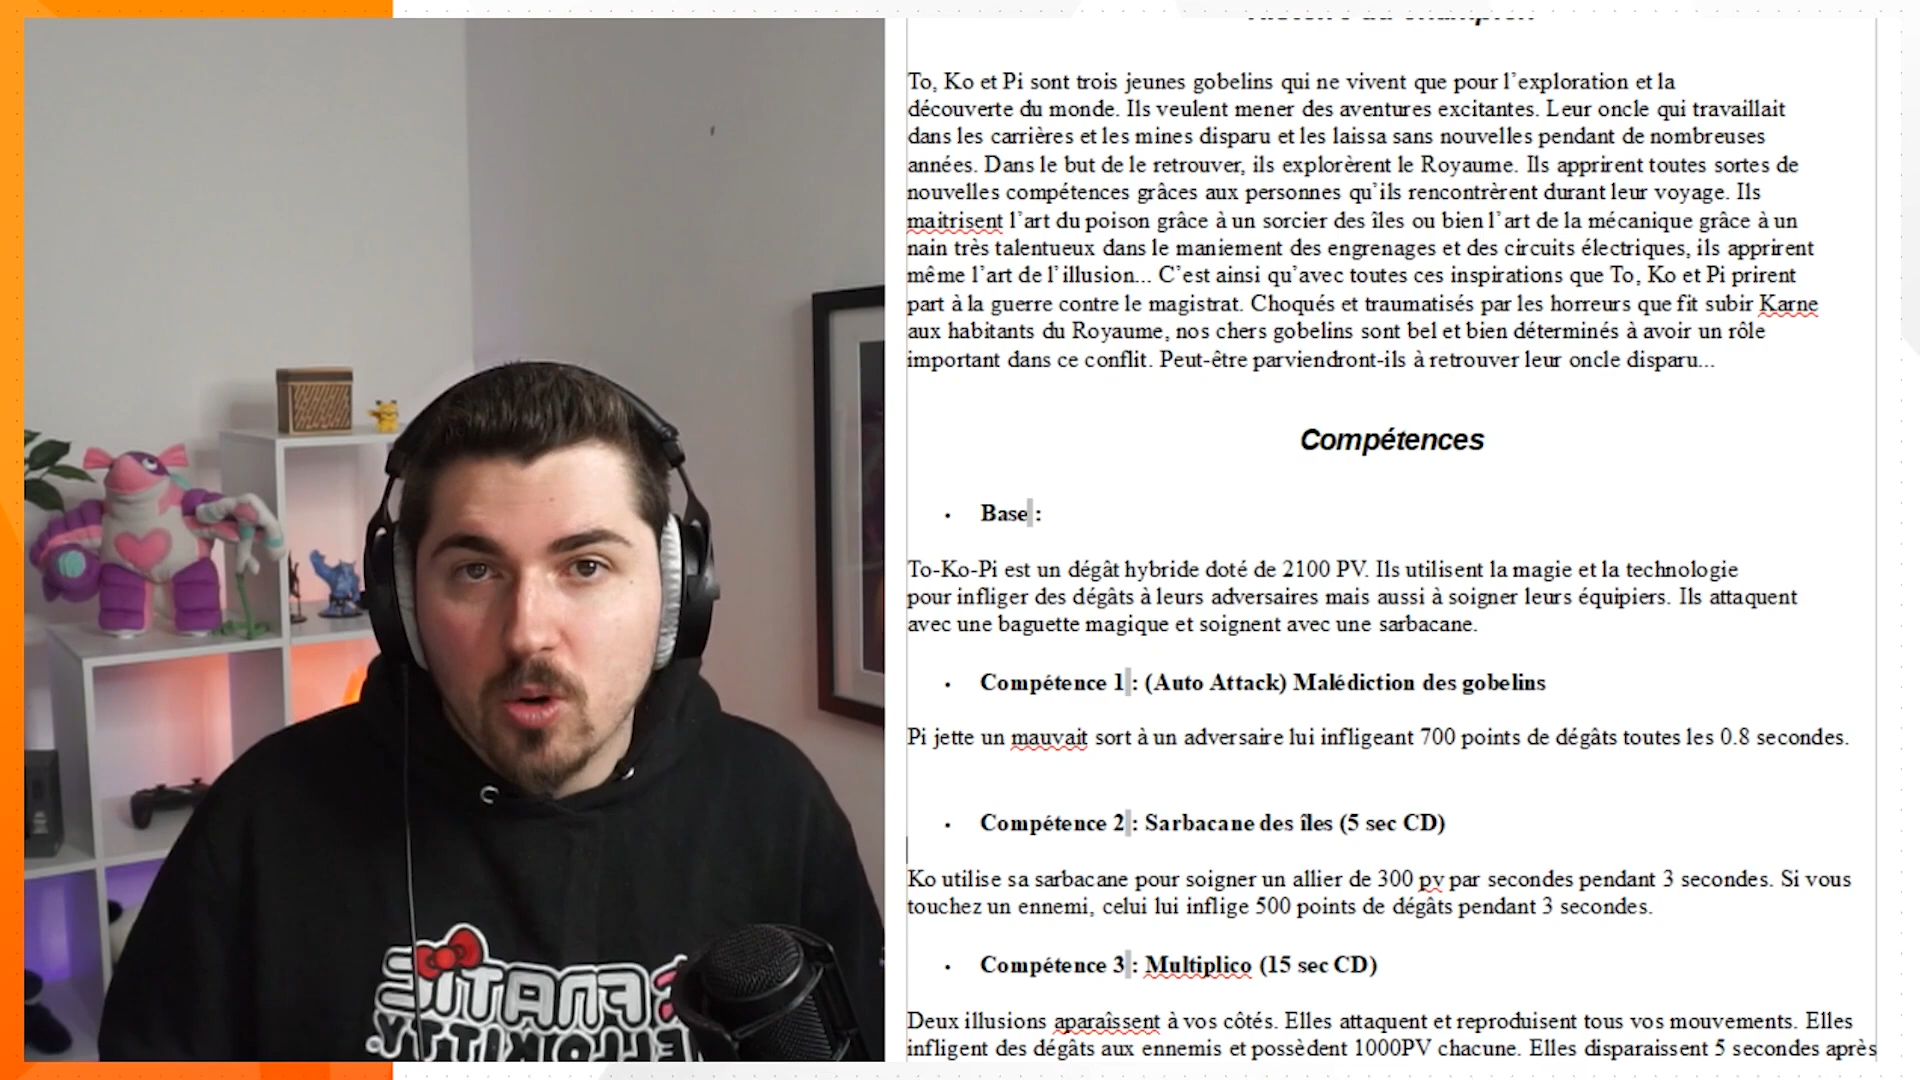 To, Ko et Pi sont trois jeunes gobelins qui ne vivent que pour l’exploration et la
découverte du monde. Ils veulent mener des aventures excitantes. Leur oncle qui travaillait
dans les carrières et les mines disparu et les laissa sans nouvelles pendant de nombreuses
années. Dans le but de le retrouver, ils explorèrent le Royaume. Ils apprirent toutes sortes de
nouvelles compétences grâces aux personnes qu’ils rencontrèrent durant leur voyage. Ils
maitrisent l’art du poison grâce à un sorcier des îles ou bien l’art de la mécanique grâce à un
nain très talentueux dans le maniement des engrenages et des circuits électriques, ils apprirent
même l’art de l’illusion... C’est ainsi qu’avec toutes ces inspirations que To, Ko et Pi prirent
part à la guerre contre le magistrat. Choqués et traumatisés par les horreurs que fit subir Karne
aux habitants du Royaume, nos chers gobelins sont bel et bien déterminés à avoir un rôle
important dans ce conflit. Peut-être parviendront-ils à retrouver leur oncle disparu...
Compétences
• Base :
To-Ko-Pi est un dégât hybride doté de 2100 PV. Ils utilisent la magie et la technologie
pour infliger des dégâts à leurs adversaires mais aussi à soigner leurs équipiers. Ils attaquent
avec une baguette magique et soignent avec une sarbacane.
• Compétence 1 : (Auto Attack) Malédiction des gobelins
Pi jette un mauvait sort à un adversaire lui infligeant 700 points de dégâts toutes les 0.8 secondes.
• Compétence 2 : Sarbacane des îles (5 sec CD)
Ko utilise sa sarbacane pour soigner un allier de 300 pv par secondes pendant 3 secondes. Si vous
touchez un ennemi, celui lui inflige 500 points de dégâts pendant 3 secondes.
• Compétence 3 : Multiplico (15 sec CD)
Deux illusions aparaîssent à vos côtés. Elles attaquent et reproduisent tous vos mouvements. Elles
infligent des dégâts aux ennemis et possèdent 1000PV chacune. Elles disparaissent 5 secondes après